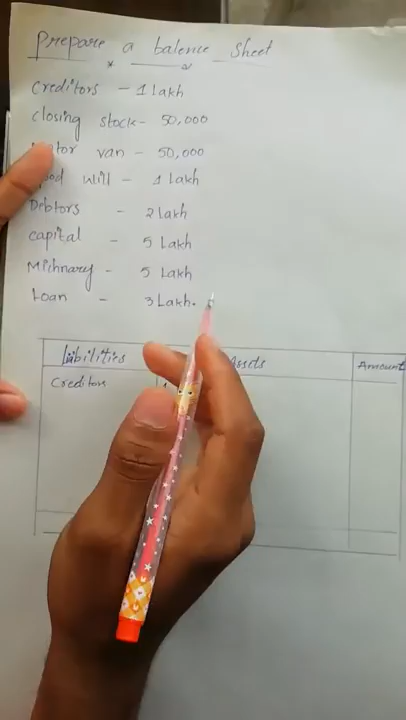 Prepare a balence Sheet
Creditors - 1 Lakh
closing stock - 50,000
van - 50,000
will - 1 Lakh
Debtors - 2 Lakh
capital - 5 Lakh
Michnary - 5 Lakh
Loan - 3 Lakh.
liabilities Assets Amount
Creditors